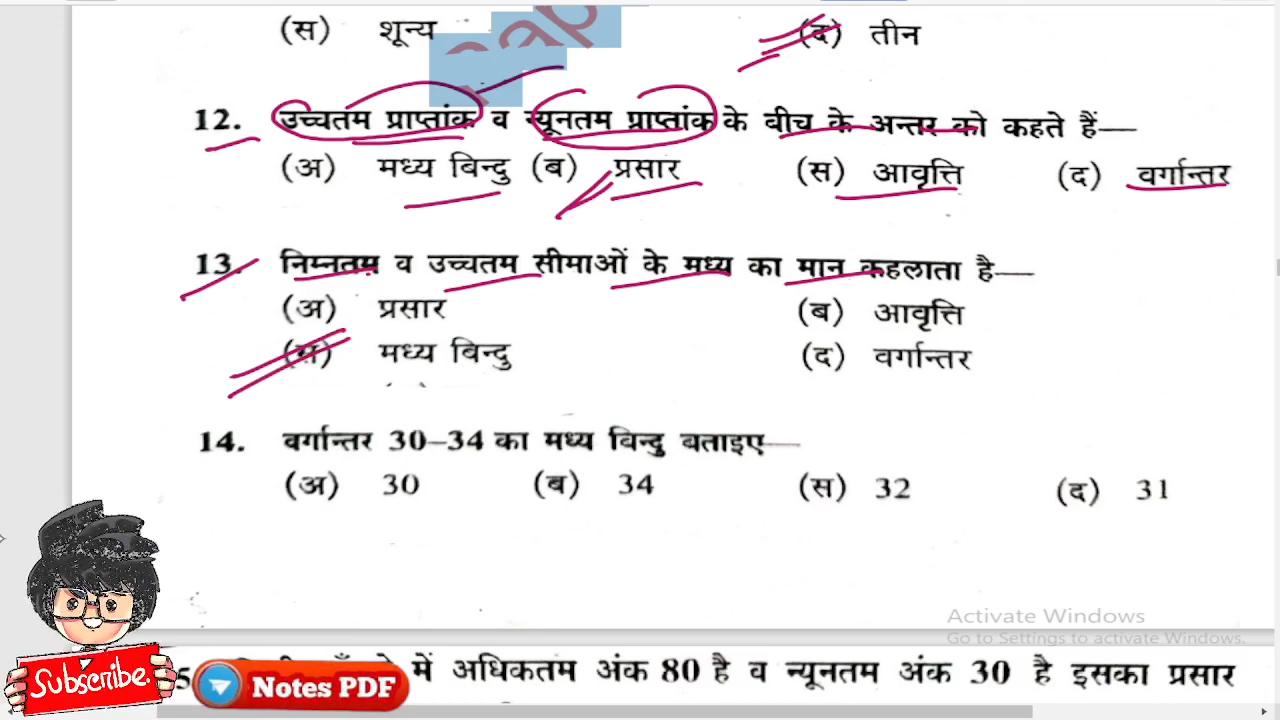 (स) शून्य (द) तीन
12. उच्चतम प्राप्तांक व न्यूनतम प्राप्तांक के बीच के अन्तर को कहते हैं—
(अ) मध्य बिन्दु (ब) प्रसार (स) आवृत्ति (द) वर्गान्तर
13. निम्नतम व उच्चतम सीमाओं के मध्य का मान कहलाता है—
(अ) प्रसार (ब) आवृत्ति
(स) मध्य बिन्दु (द) वर्गान्तर
14. वर्गान्तर 30–34 का मध्य विन्दु बताइए—
(अ) 30 (ब) 34 (स) 32 (द) 31
Activate Windows
Go to Settings to activate Windows.
5 में अधिकतम अंक 80 है व न्यूनतम अंक 30 है इसका प्रसार
Subscribe.
Notes PDF